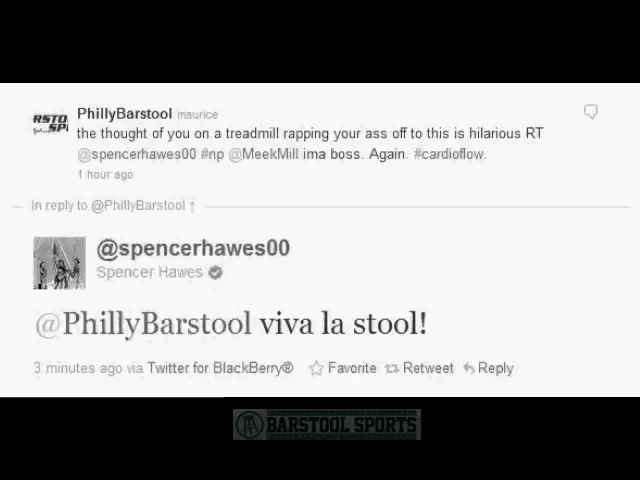 RSTO
SP
PhillyBarstool maurice
the thought of you on a treadmill rapping your ass off to this is hilarious RT
@spencerhawes00 #np @MeekMill ima boss. Again. #cardioflow.
1 hour ago
in reply to @PhillyBarstool ↑
@spencerhawes00
Spencer Hawes
@PhillyBarstool viva la stool!
3 minutes ago via Twitter for BlackBerry® Favorite Retweet Reply
BARSTOOL SPORTS